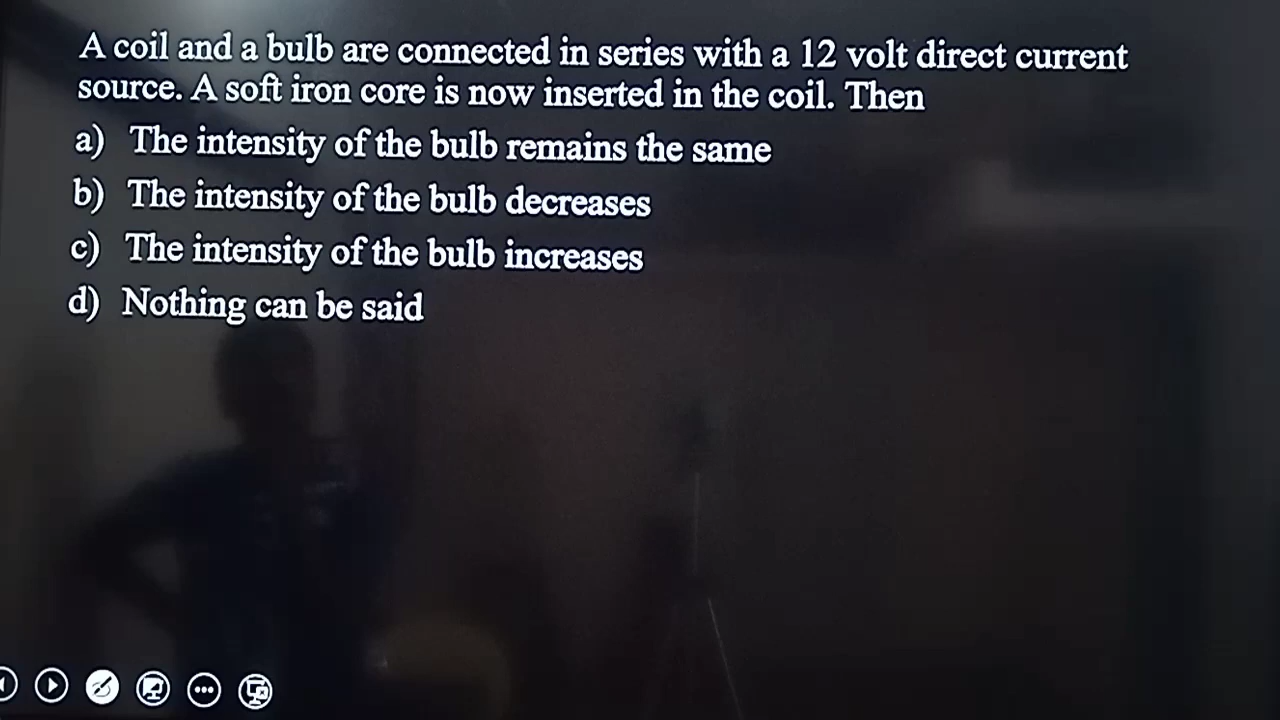 A coil and a bulb are connected in series with a 12 volt direct current
source. A soft iron core is now inserted in the coil. Then
a) The intensity of the bulb remains the same
b) The intensity of the bulb decreases
c) The intensity of the bulb increases
d) Nothing can be said